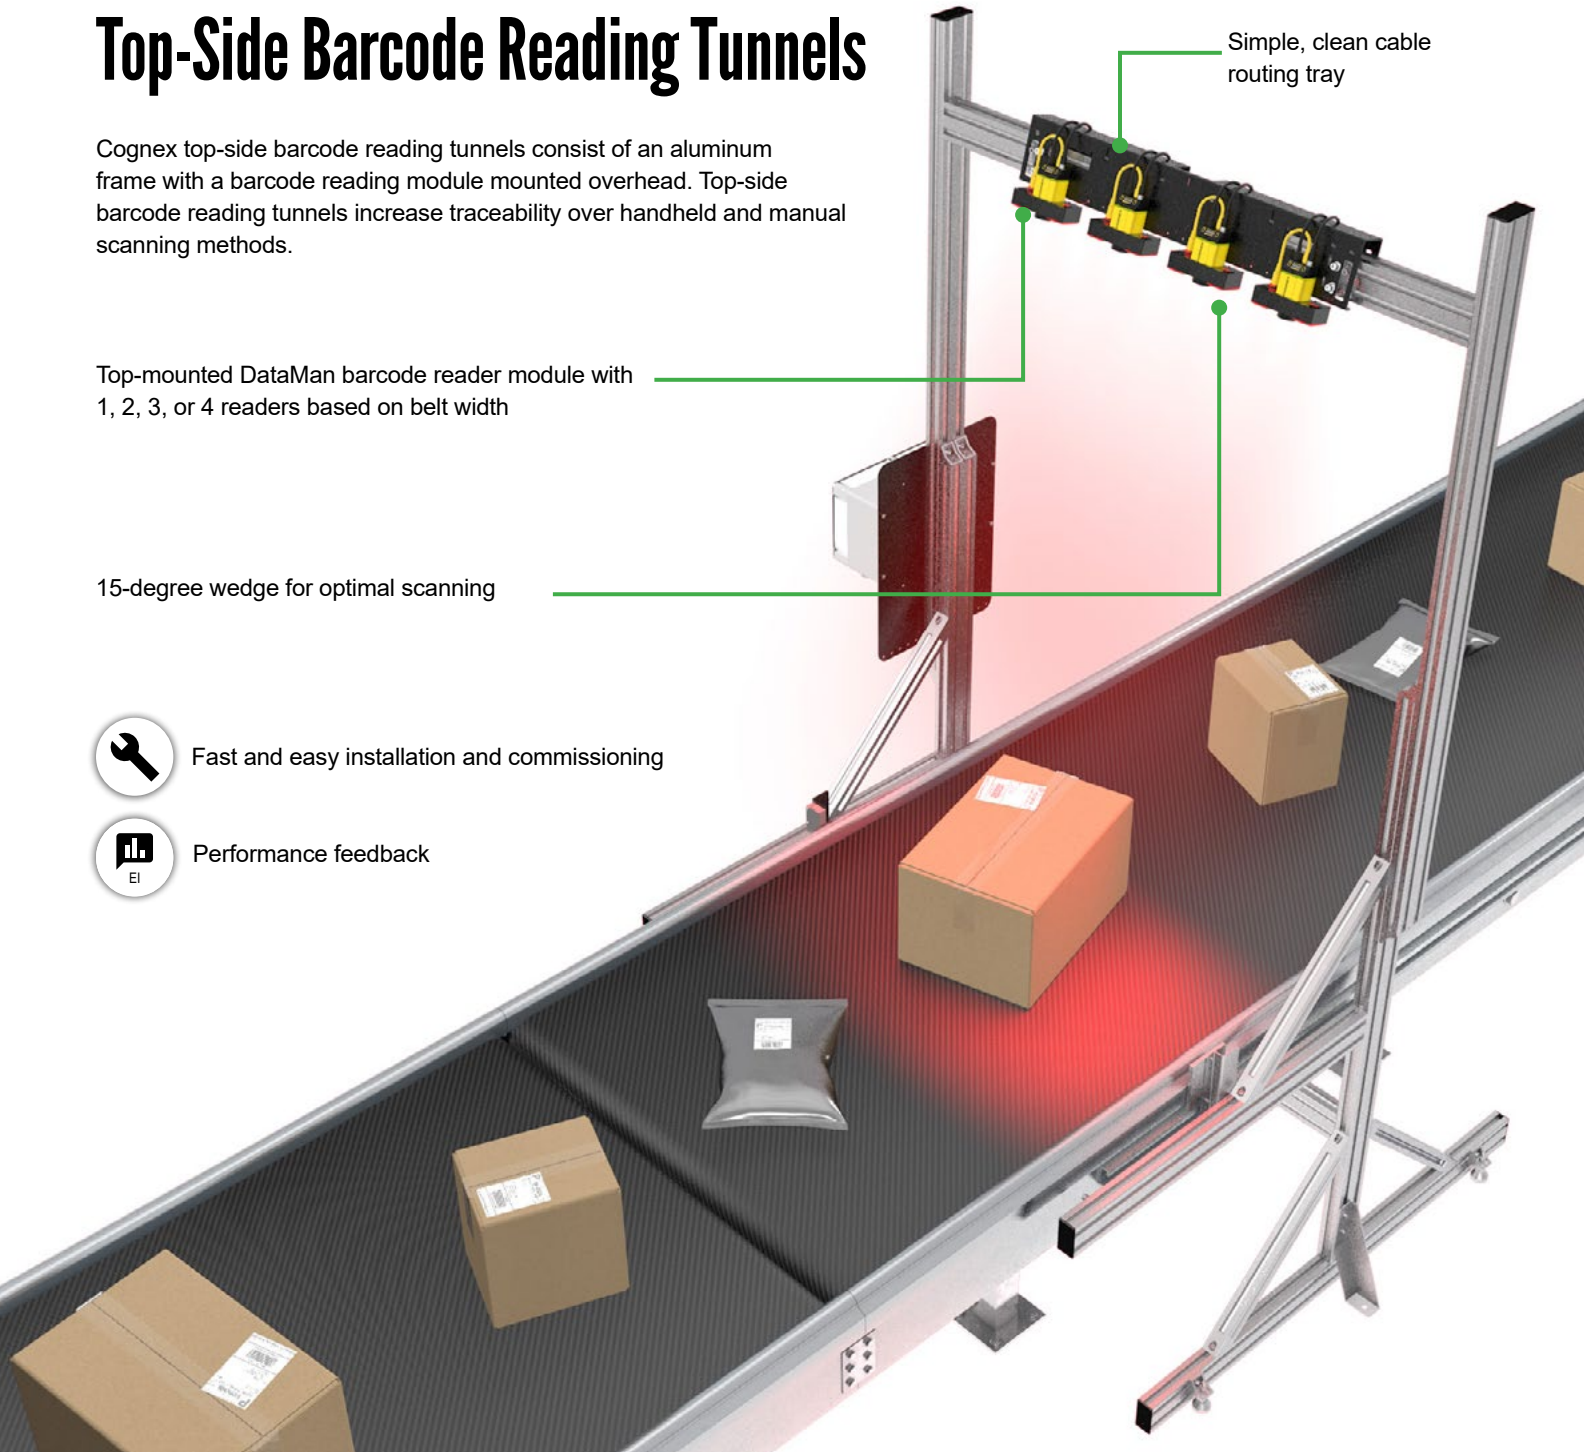 Top-Side Barcode Reading Tunnels
Simple, clean cable
routing tray
Cognex top-side barcode reading tunnels consist of an aluminum
frame with a barcode reading module mounted overhead. Top-side
barcode reading tunnels increase traceability over handheld and manual
scanning methods.
Top-mounted DataMan barcode reader module with
1, 2, 3, or 4 readers based on belt width
15-degree wedge for optimal scanning
Fast and easy installation and commissioning
Performance feedback
EI